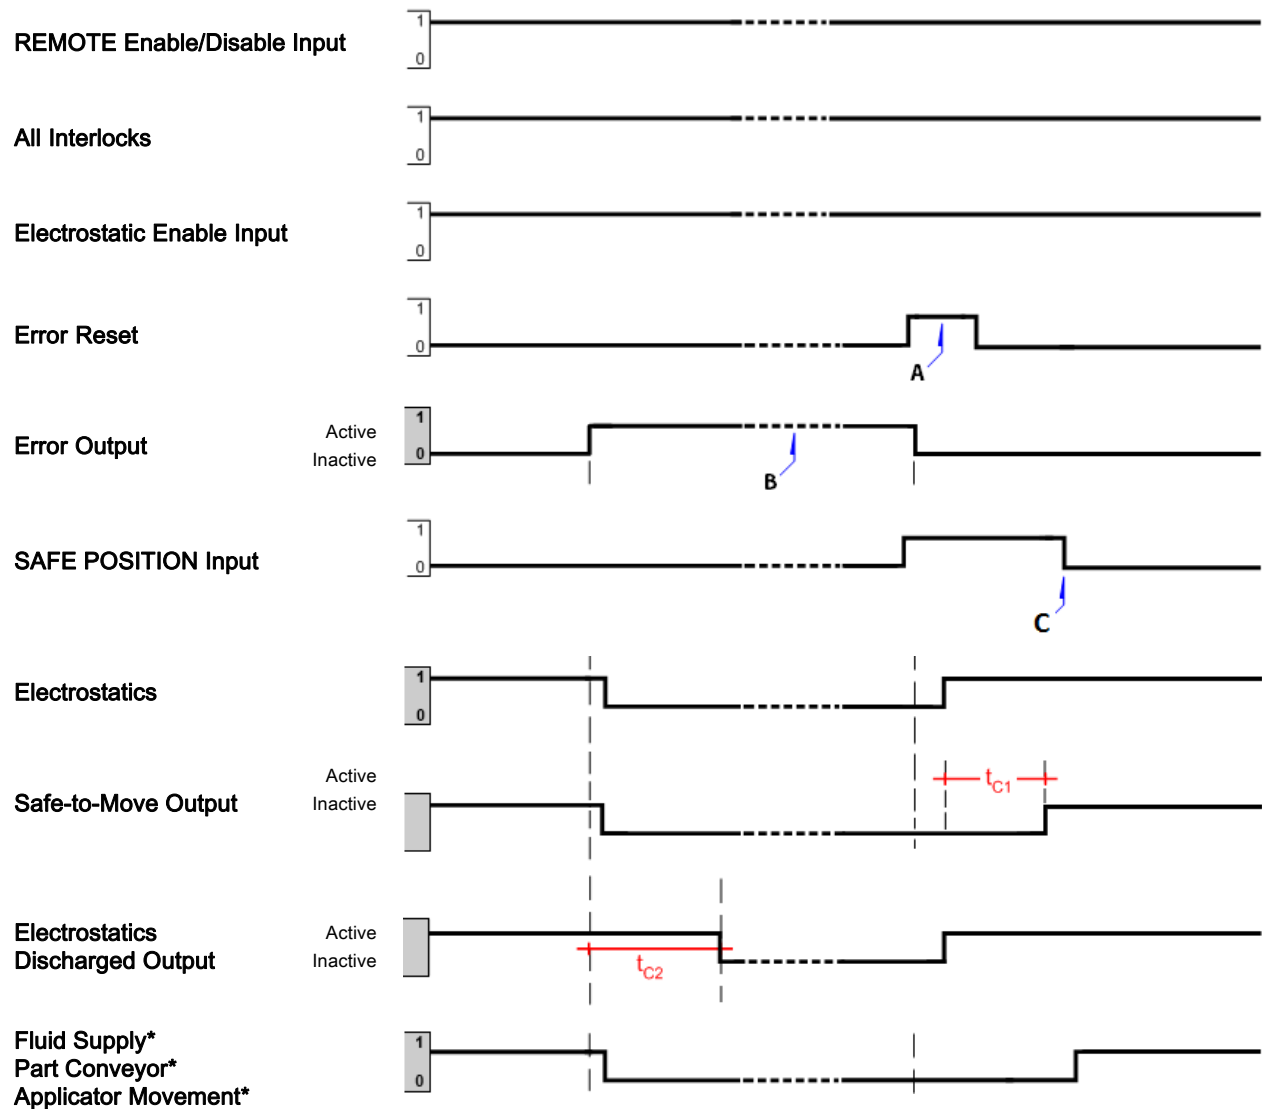 REMOTE Enable/Disable Input
1
0
All Interlocks
1
0
Electrostatic Enable Input
1
0
Error Reset
1
0
A
Error Output
Active
Inactive
1
0
B
SAFE POSITION Input
1
0
C
Electrostatics
1
0
Safe-to-Move Output
Active
Inactive
tC1
Electrostatics
Discharged Output
Active
Inactive
tC2
Fluid Supply*
Part Conveyor*
Applicator Movement*
1
0